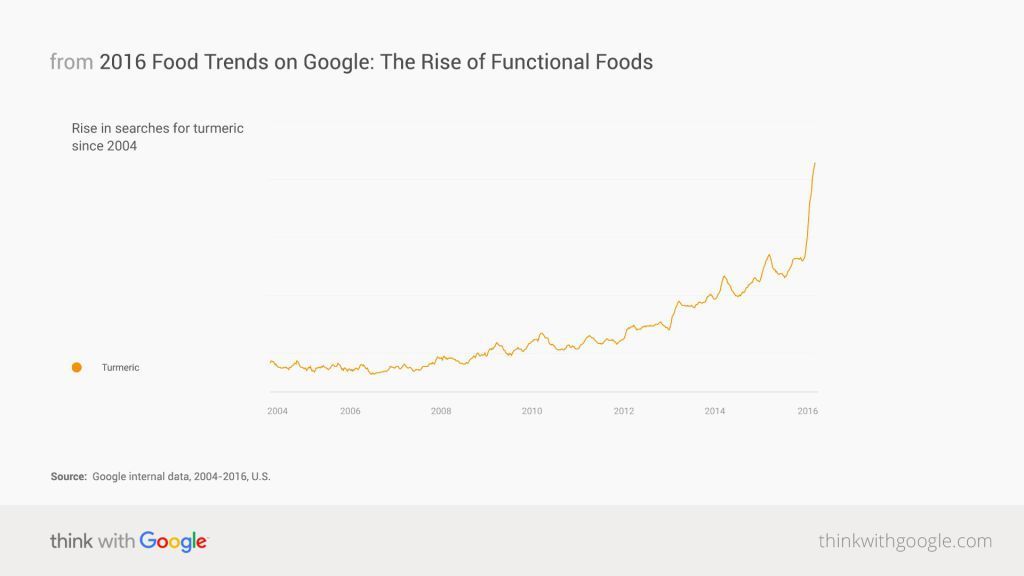 from 2016 Food Trends on Google: The Rise of Functional Foods
Rise in searches for turmeric
since 2004
Turmeric
2004 2006 2008 2010 2012 2014 2016
Source: Google internal data, 2004-2016, U.S.
think with Google
thinkwithgoogle.com